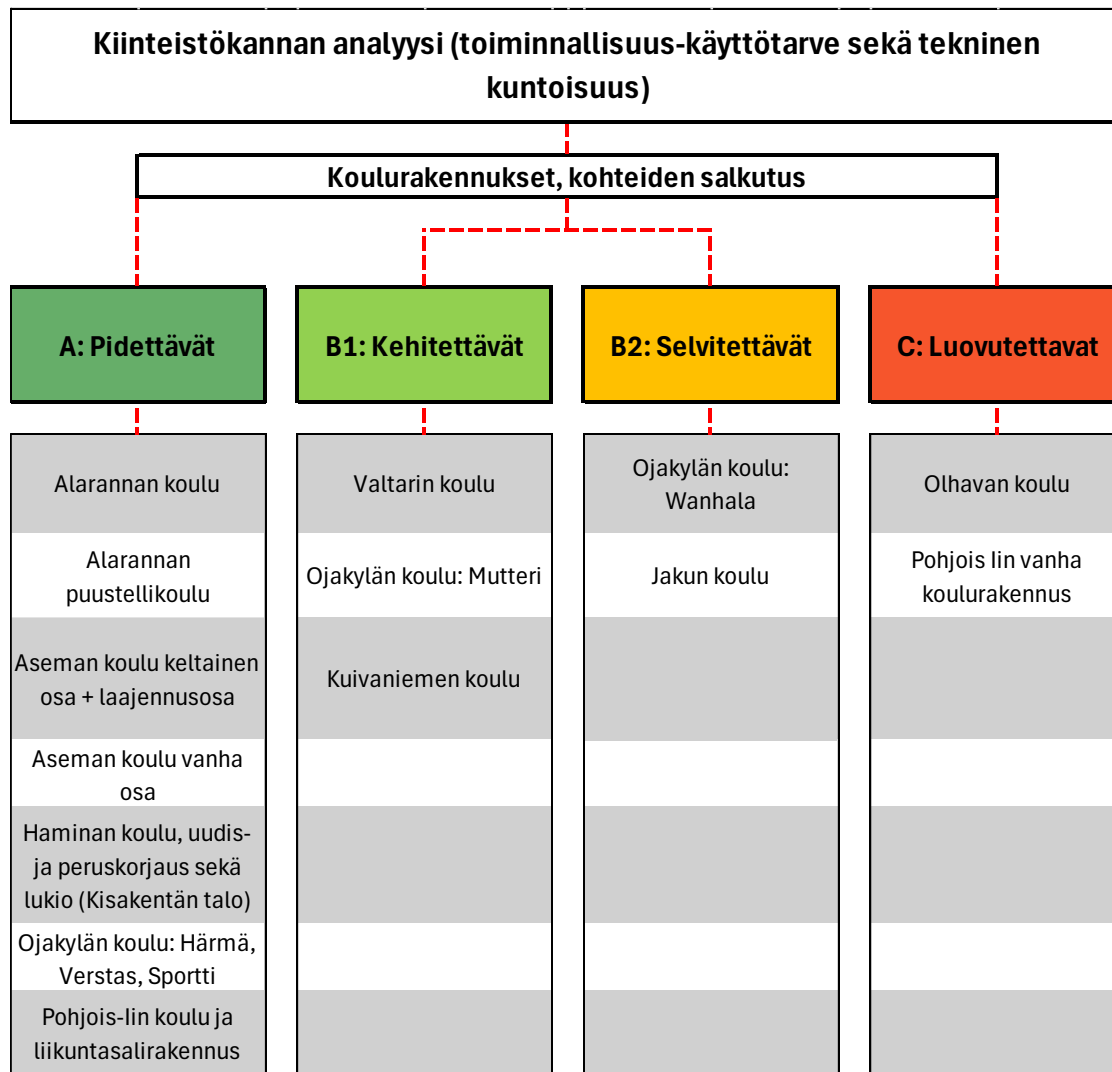 Kiinteistökannan analyysi (toiminnallisuus-käyttötarve sekä tekninen
kuntoisuus)
Koulurakennukset, kohteiden salkutus
A: Pidettävät
B1: Kehitettävät
B2: Selvitettävät
C: Luovutettavat
Alarannan koulu
Valtarin koulu
Ojakylän koulu:
Wanhala
Olhavan koulu
Alarannan
puustellikoulu
Ojakylän koulu: Mutteri
Jakun koulu
Pohjois Iin vanha
koulurakennus
Aseman koulu keltainen
osa + laajennusosa
Kuivaniemen koulu
Aseman koulu vanha
osa
Haminan koulu, uudis-
ja peruskorjaus sekä
lukio (Kisakentän talo)
Ojakylän koulu: Härmä,
Verstas, Sportti
Pohjois-Iin koulu ja
liikuntasalirakennus